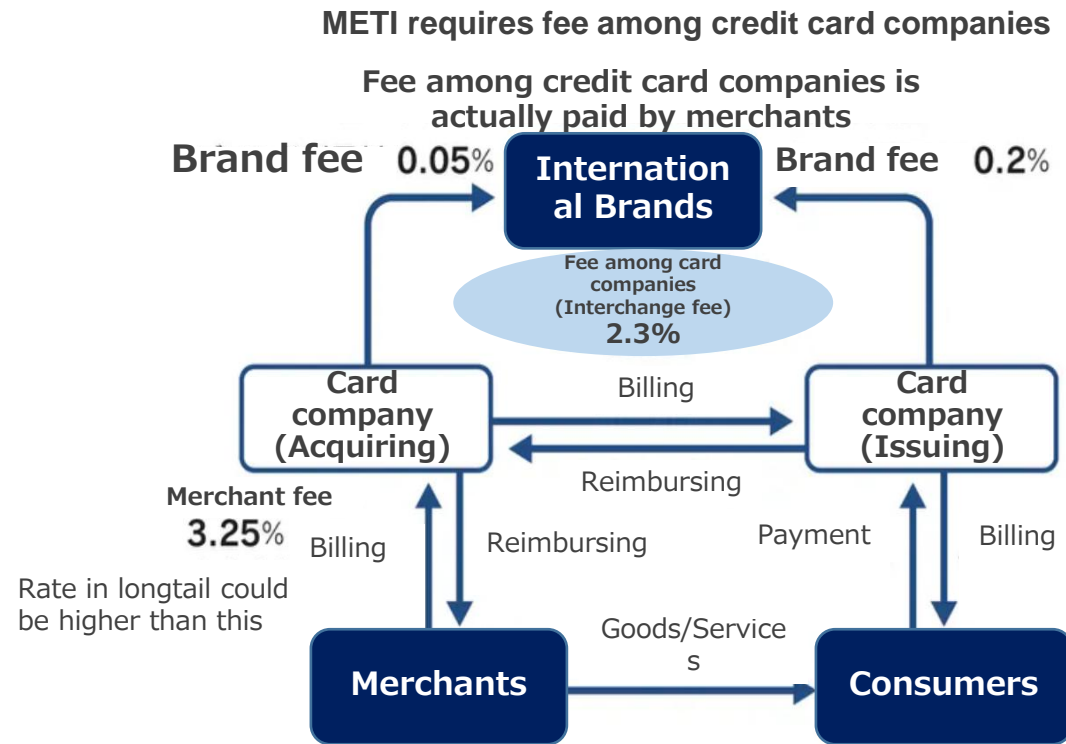 METI requires fee among credit card companies
Fee among credit card companies is
actually paid by merchants
Brand fee 0.05%
Internation
al Brands
Brand fee 0.2%
Fee among card
companies
(Interchange fee)
2.3%
Card
company
(Acquiring)
Billing
Card
company
(Issuing)
Reimbursing
Merchant fee
3.25%
Billing
Reimbursing
Payment
Billing
Rate in longtail could
be higher than this
Goods/Service
s
Merchants
Consumers